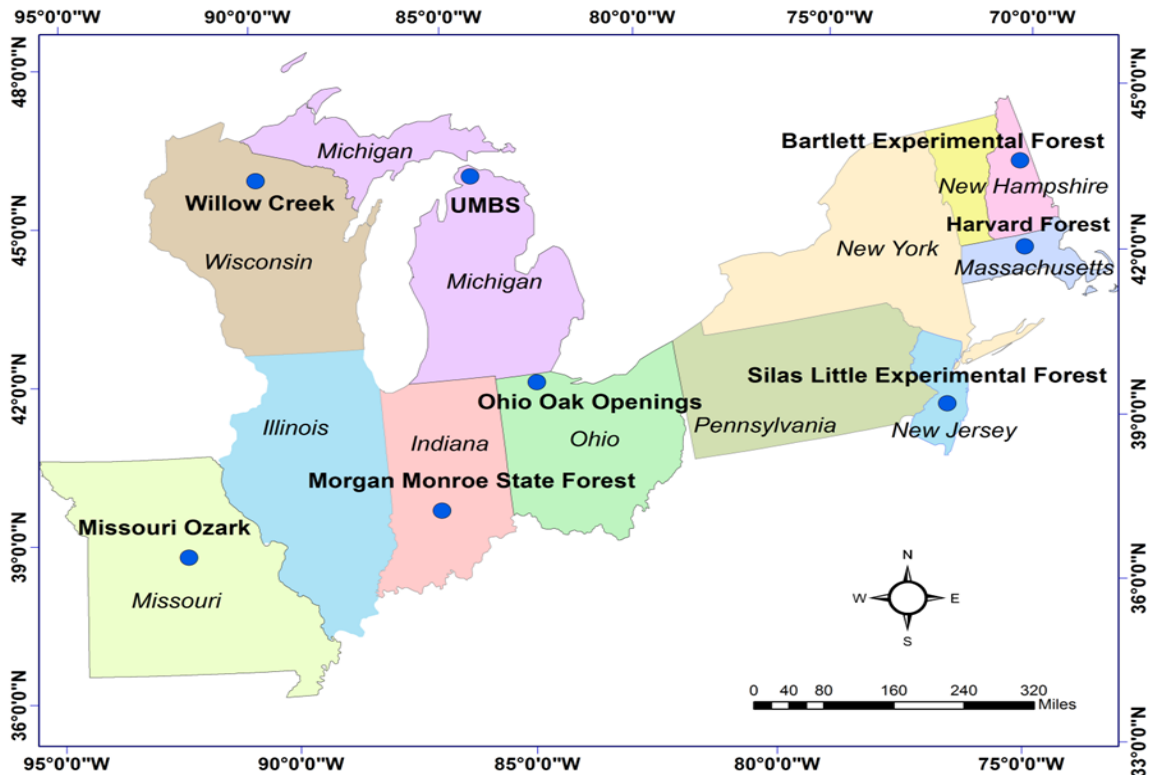 95°0'0"W 90°0'0"W 85°0'0"W 80°0'0"W 75°0'0"W 70°0'0"W
48°0'0"N
45°0'0"N
42°0'0"N
39°0'0"N
36°0'0"N
45°0'0"N
42°0'0"N
39°0'0"N
36°0'0"N
33°0'0"N
Bartlett Experimental Forest
Michigan
New Hampshire
Willow Creek
UMBS
Harvard Forest
New York
Wisconsin
Massachusetts
Michigan
Silas Little Experimental Forest
Ohio Oak Openings
Illinois
Pennsylvania
New Jersey
Indiana
Ohio
Morgan Monroe State Forest
Missouri Ozark
Missouri
N
W E
S
0 40 80 160 240 320
Miles
95°0'0"W 90°0'0"W 85°0'0"W 80°0'0"W 75°0'0"W